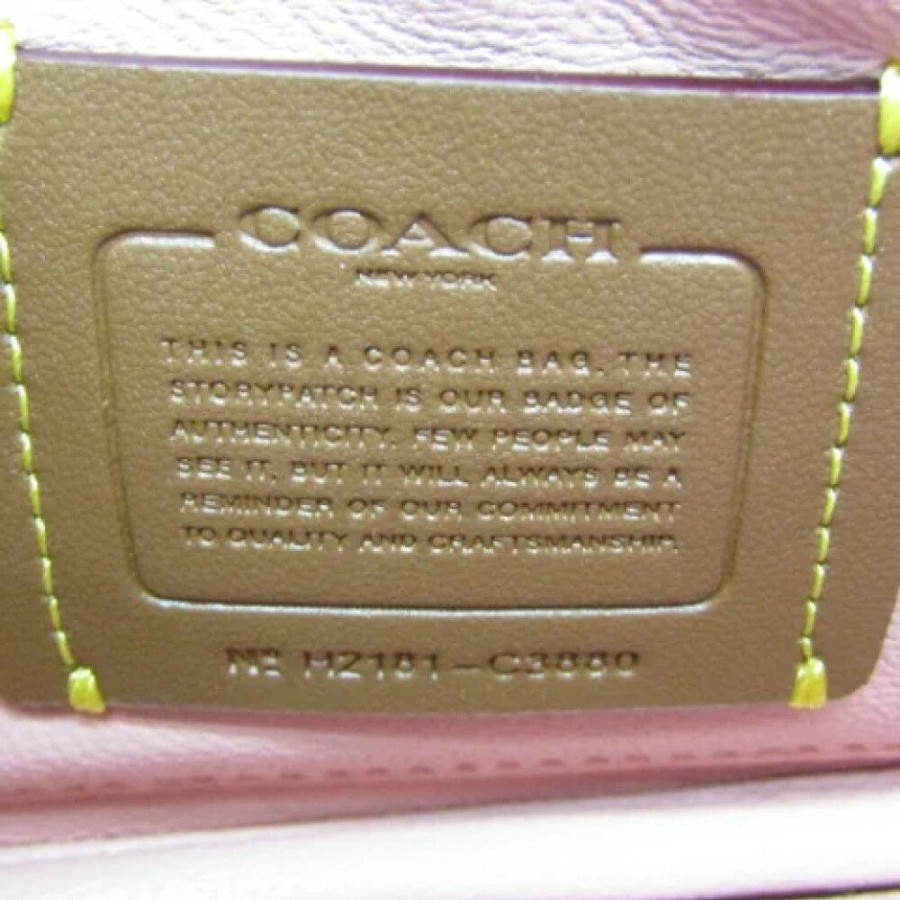 COACH
NEW YORK
THIS IS A COACH BAG. THE
STORYPATCH IS OUR BADGE OF
AUTHENTICITY. FEW PEOPLE MAY
SEE IT, BUT IT WILL ALWAYS BE A
REMINDER OF OUR COMMITMENT
TO QUALITY AND CRAFTSMANSHIP.
Nº H2181-C3880